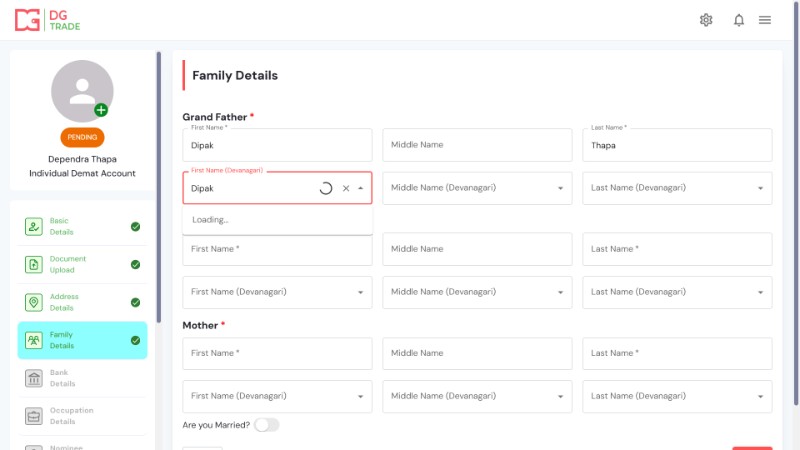 DG
TRADE
PENDING
Dependra Thapa
Individual Demat Account
Basic
Details
Document
Upload
Address
Details
Family
Details
Bank
Details
Occupation
Details
Nominee
Family Details
Grand Father *
First Name *
Dipak
Middle Name
Last Name *
Thapa
First Name (Devanagari)
Dipak
Middle Name (Devanagari)
Last Name (Devanagari)
Loading...
First Name *
Middle Name
Last Name *
First Name (Devanagari)
Middle Name (Devanagari)
Last Name (Devanagari)
Mother *
First Name *
Middle Name
Last Name *
First Name (Devanagari)
Middle Name (Devanagari)
Last Name (Devanagari)
Are you Married?